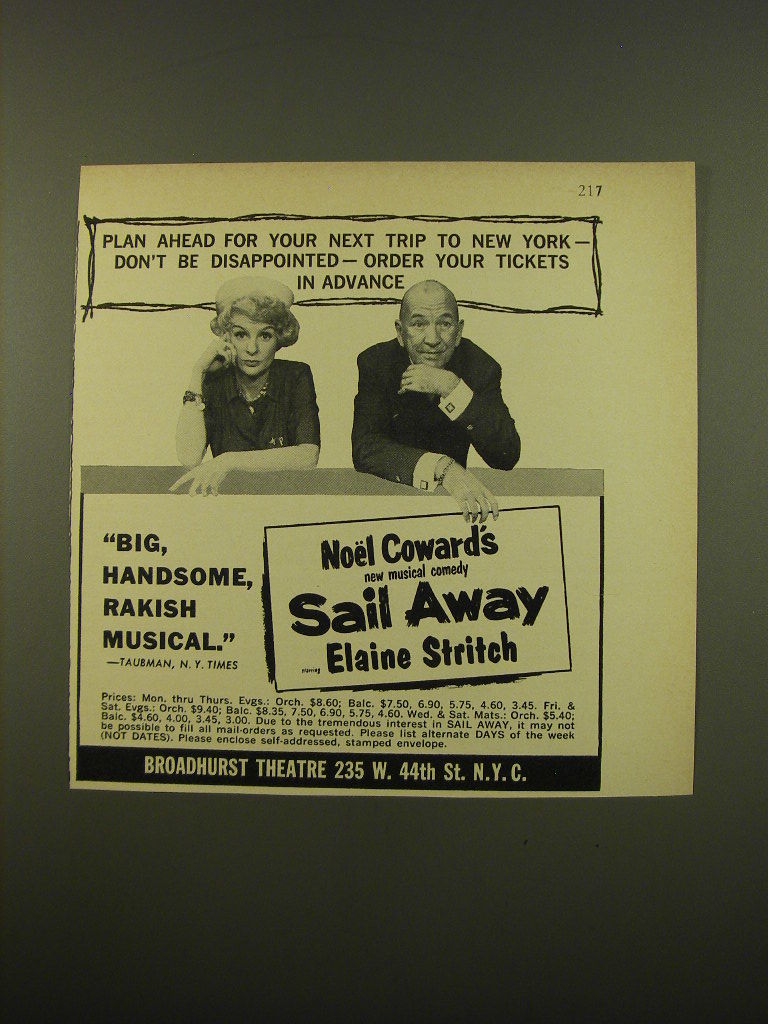 217
PLAN AHEAD FOR YOUR NEXT TRIP TO NEW YORK —
DON'T BE DISAPPOINTED — ORDER YOUR TICKETS
IN ADVANCE
"BIG,
HANDSOME,
RAKISH
MUSICAL."
—TAUBMAN, N. Y. TIMES
Noël Coward's
new musical comedy
Sail Away
starring Elaine Stritch
Prices: Mon. thru Thurs. Evgs.: Orch. $8.60; Balc. $7.50, 6.90, 5.75, 4.60, 3.45. Fri. &
Sat. Evgs.: Orch. $9.40; Balc. $8.35, 7.50, 6.90, 5.75, 4.60. Wed. & Sat. Mats.: Orch. $5.40;
Balc. $4.60, 4.00, 3.45, 3.00. Due to the tremendous interest in SAIL AWAY, it may not
be possible to fill all mail-orders as requested. Please list alternate DAYS of the week
(NOT DATES). Please enclose self-addressed, stamped envelope.
BROADHURST THEATRE 235 W. 44th St. N.Y.C.